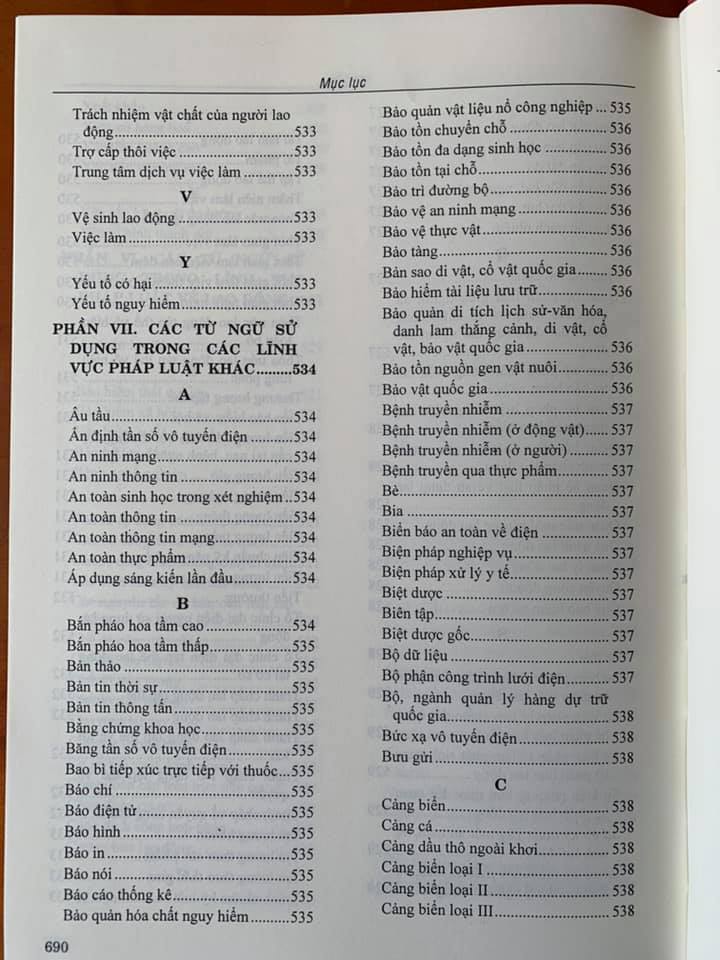 Mục lục
Trách nhiệm vật chất của người lao
động..............................................533
Trợ cấp thôi việc ...........................533
Trung tâm dịch vụ việc làm ............533
V
Vệ sinh lao động ............................533
Việc làm.........................................533
Y
Yếu tố có hại..................................533
Yếu tố nguy hiểm...........................533
PHẦN VII. CÁC TỪ NGỮ SỬ
DỤNG TRONG CÁC LĨNH
VỰC PHÁP LUẬT KHÁC.........534
A
Âu tầu.............................................534
Ấn định tần số vô tuyến điện ..........534
An ninh mạng.................................534
An ninh thông tin ...........................534
An toàn sinh học trong xét nghiệm..534
An toàn thông tin ...........................534
An toàn thông tin mạng..................534
An toàn thực phẩm.........................534
Áp dụng sáng kiến lần đầu..............534
B
Bắn pháo hoa tầm cao ....................534
Bắn pháo hoa tầm thấp...................535
Bản thảo .........................................535
Bản tin thời sự................................535
Bản tin thông tấn............................535
Bằng chứng khoa học.....................535
Băng tần số vô tuyến điện...............535
Bao bì tiếp xúc trực tiếp với thuốc...535
Báo chí ...........................................535
Báo điện tử .....................................535
Báo hình.........................................535
Báo in .............................................535
Báo nói ...........................................535
Báo cáo thống kê............................535
Bảo quản hóa chất nguy hiểm.........535
Bảo quản vật liệu nổ công nghiệp ...535
Bảo tồn chuyển chỗ .......................536
Bảo tồn đa dạng sinh học ...............536
Bảo tồn tại chỗ...............................536
Bảo trì đường bộ ............................536
Bảo vệ an ninh mạng......................536
Bảo vệ thực vật...............................536
Bảo tàng.........................................536
Bản sao di vật, cổ vật quốc gia........536
Bảo hiểm tài liệu lưu trữ.................536
Bảo quản di tích lịch sử-văn hóa,
danh lam thắng cảnh, di vật, cổ
vật, bảo vật quốc gia ...................536
Bảo tồn nguồn gen vật nuôi............536
Bảo vật quốc gia .............................536
Bệnh truyền nhiễm .........................537
Bệnh truyền nhiễm (ở động vật)......537
Bệnh truyền nhiễm (ở người) .........537
Bệnh truyền qua thực phẩm............537
Bè...................................................537
Bia ..................................................537
Biển báo an toàn về điện ................537
Biện pháp nghiệp vụ .......................537
Biện pháp xử lý y tế........................537
Biệt dược ........................................537
Biên tập...........................................537
Biệt dược gốc..................................537
Bộ dữ liệu .......................................537
Bộ phận công trình lưới điện...........537
Bộ, ngành quản lý hàng dự trữ
quốc gia.......................................538
Bức xạ vô tuyến điện......................538
Bưu gửi ..........................................538
C
Cảng biển........................................538
Cảng cá ..........................................538
Cảng dầu thô ngoài khơi.................538
Cảng biển loại I ..............................538
Cảng biển loại II .............................538
Cảng biển loại III............................538
690